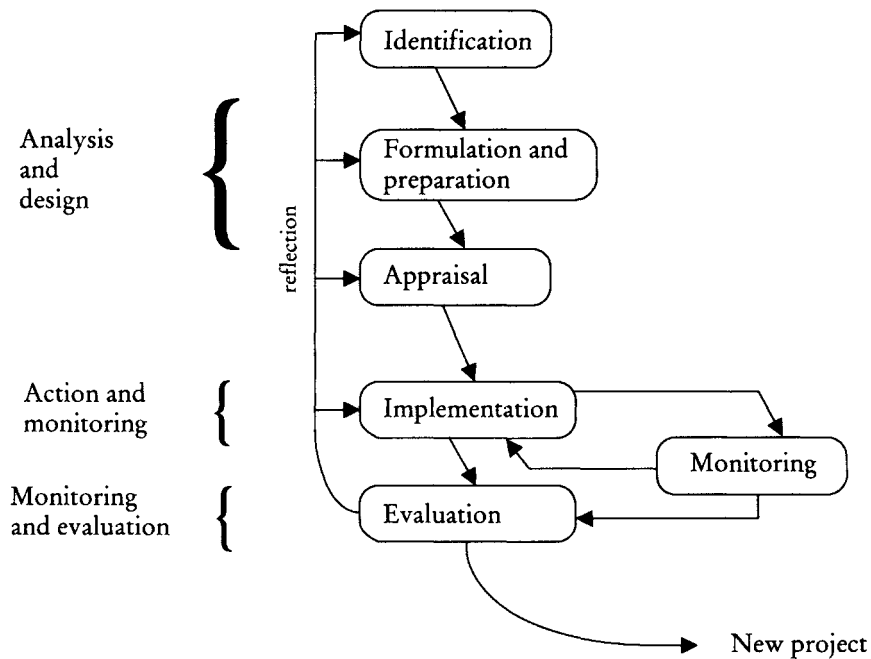 Identification
Analysis
and
design
Formulation and
preparation
reflection
Appraisal
Action and
monitoring
Implementation
Monitoring
Monitoring
and evaluation
Evaluation
New project